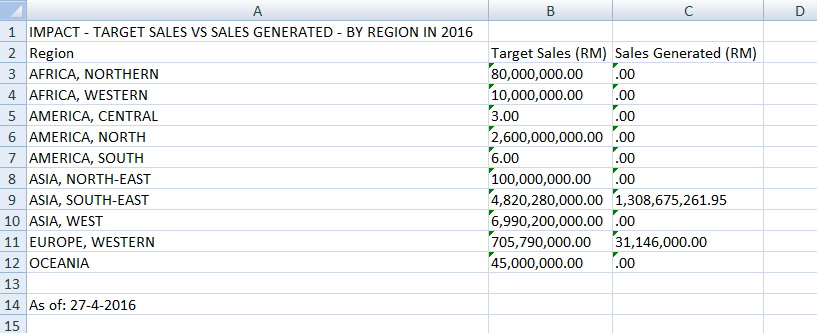 A B C D
1 IMPACT - TARGET SALES VS SALES GENERATED - BY REGION IN 2016
2 Region Target Sales (RM) Sales Generated (RM)
3 AFRICA, NORTHERN 80,000,000.00 .00
4 AFRICA, WESTERN 10,000,000.00 .00
5 AMERICA, CENTRAL 3.00 .00
6 AMERICA, NORTH 2,600,000,000.00 .00
7 AMERICA, SOUTH 6.00 .00
8 ASIA, NORTH-EAST 100,000,000.00 .00
9 ASIA, SOUTH-EAST 4,820,280,000.00 1,308,675,261.95
10 ASIA, WEST 6,990,200,000.00 .00
11 EUROPE, WESTERN 705,790,000.00 31,146,000.00
12 OCEANIA 45,000,000.00 .00
13
14 As of: 27-4-2016
15